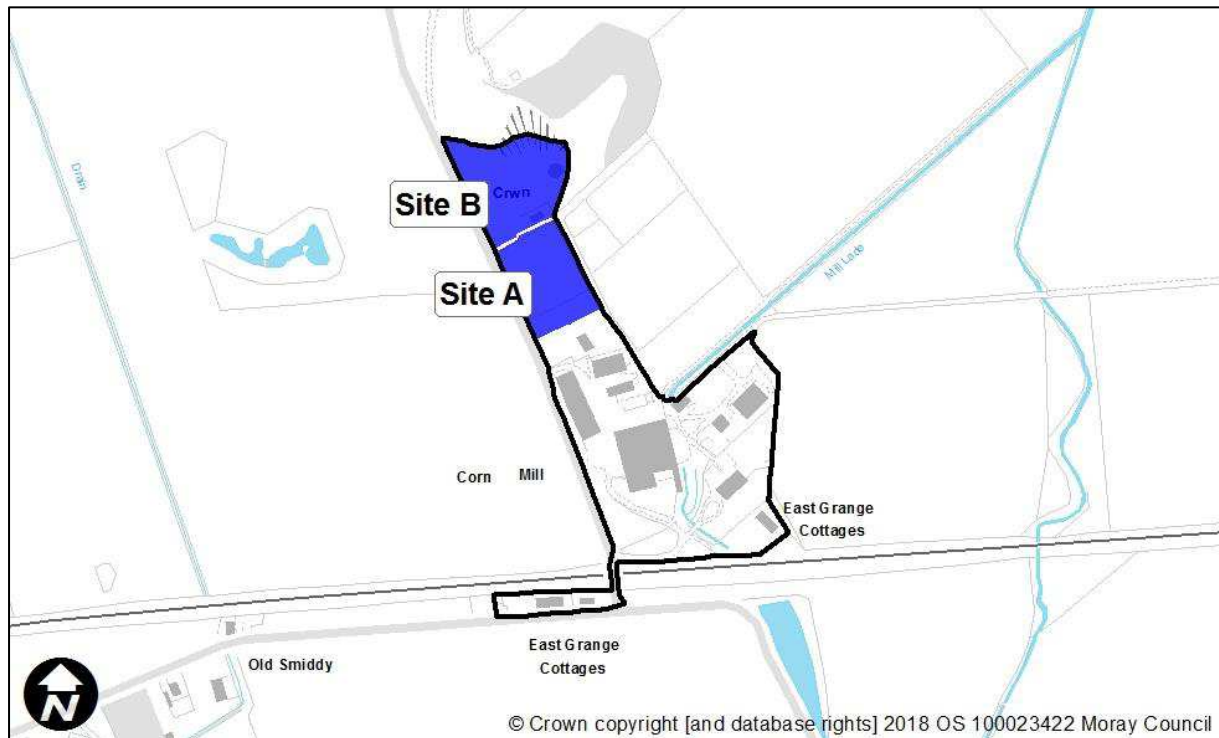 Drain
Crwn
Site B
Mill Lade
Site A
Corn Mill
East Grange
Cottages
East Grange
Cottages
Old Smiddy
N
© Crown copyright [and database rights] 2018 OS 100023422 Moray Council